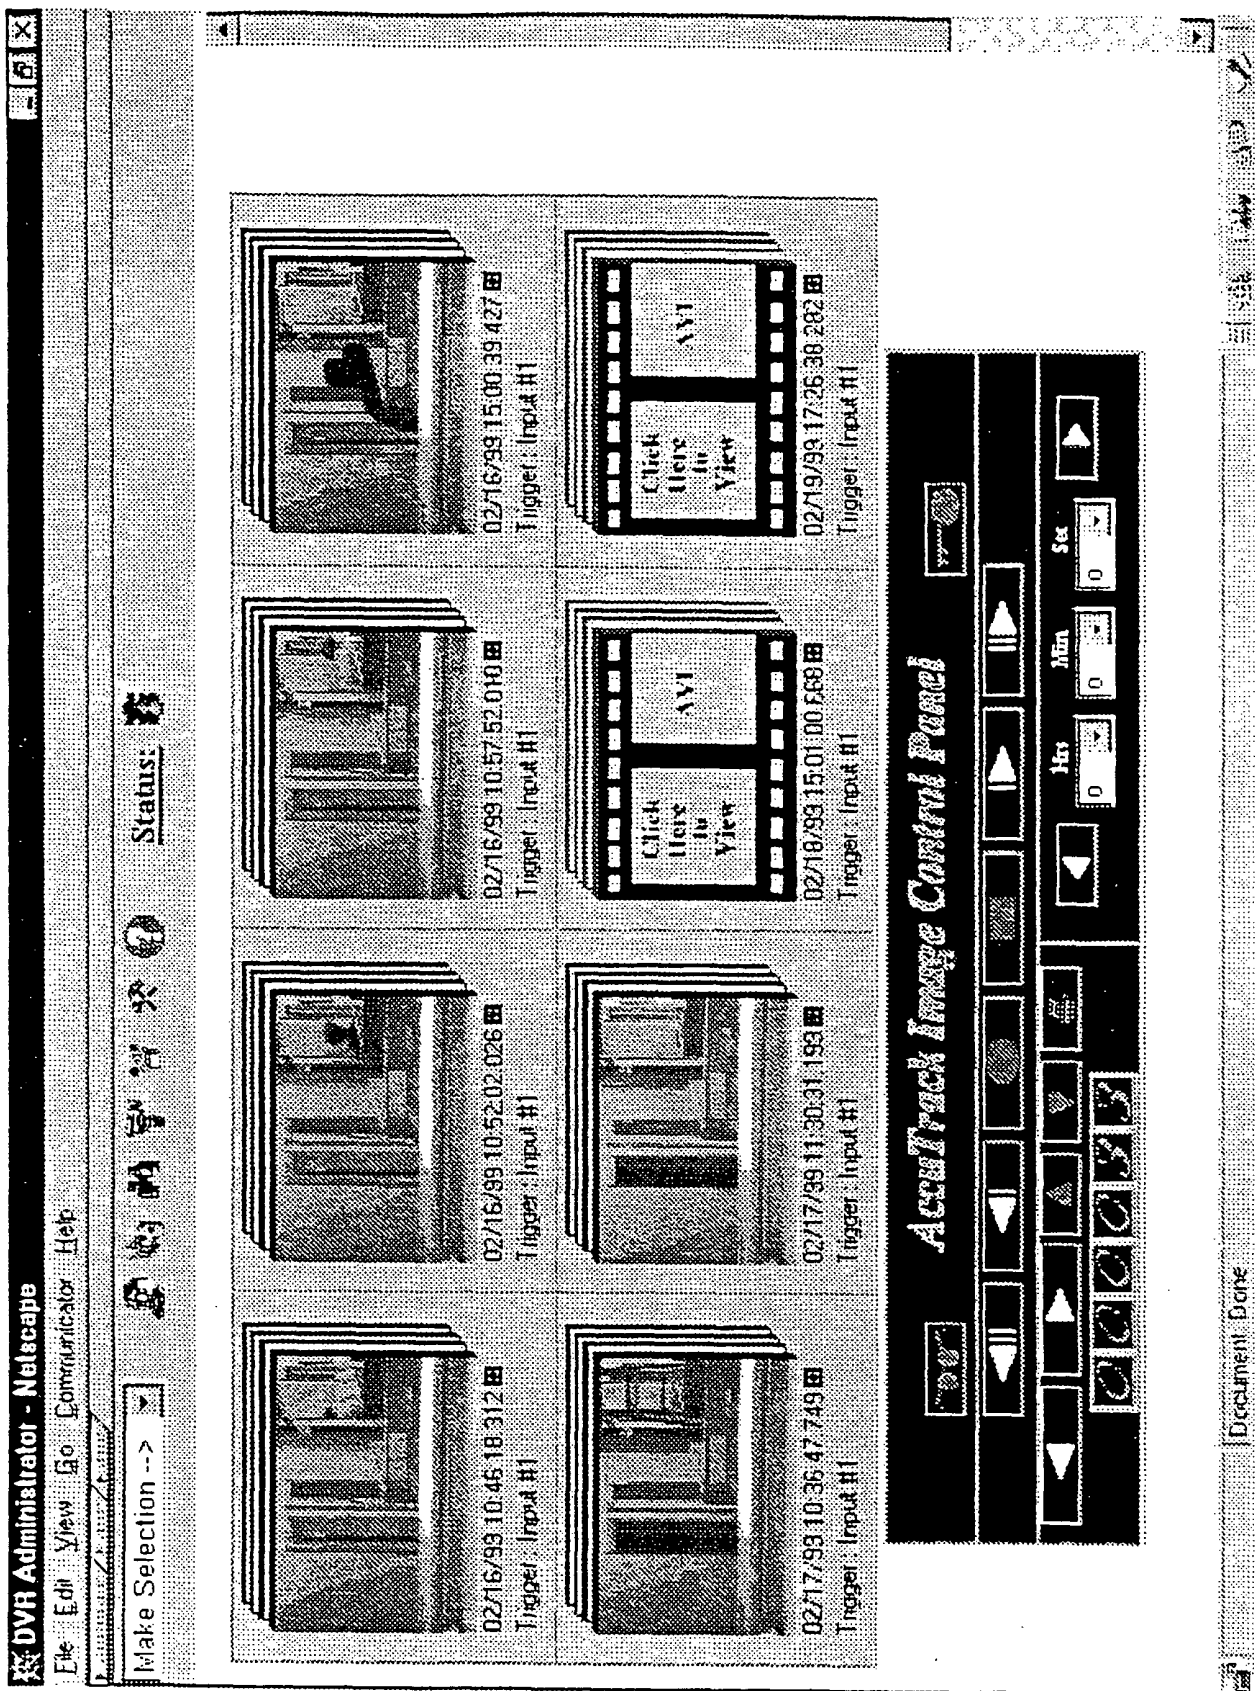 DVR Administrator - Netscape
File Edit View Go Communicator Help
Make Selection -->
Status:
02/16/99 10:46:18.312
Trigger: Input #1
02/16/99 10:52:02.026
Trigger: Input #1
02/16/99 10:57:52.010
Trigger: Input #1
02/16/99 15:00:39.427
Trigger: Input #1
02/17/99 10:36:47.749
Trigger: Input #1
02/17/99 11:30:31.193
Trigger: Input #1
Click
Here
to
View
AVI
02/18/99 15:01:00.668
Trigger: Input #1
Click
Here
to
View
AVI
02/19/99 17:26:38.282
Trigger: Input #1
AccuTrack Image Control Panel
Hrs
Min
Sec
0
0
0
Document: Done